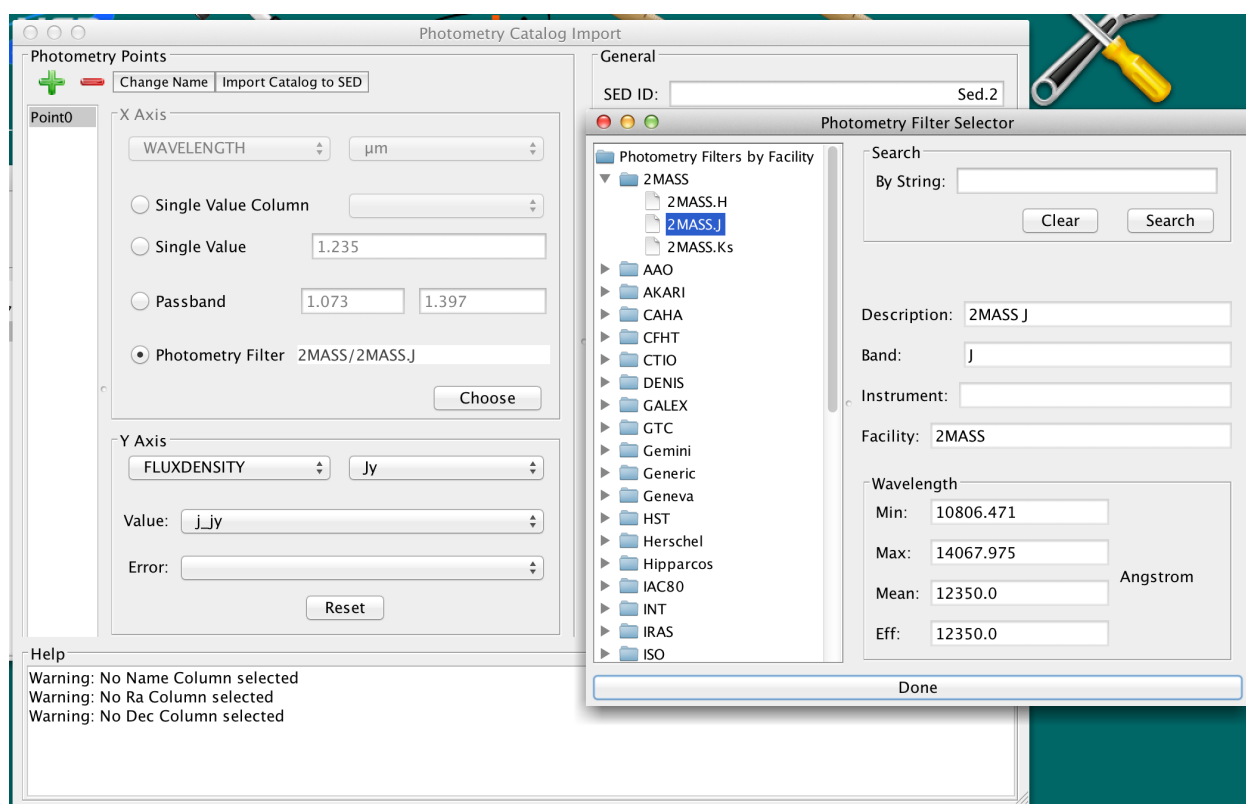 Photometry Catalog Import
Photometry Points
Change Name Import Catalog to SED
Point0
X Axis
WAVELENGTH µm
Single Value Column
Single Value 1.235
Passband 1.073 1.397
Photometry Filter 2MASS/2MASS.J
Choose
Y Axis
FLUXDENSITY Jy
Value: j_jy
Error:
Reset
General
SED ID: Sed.2
Photometry Filter Selector
Photometry Filters by Facility
2MASS
2MASS.H
2MASS.J
2MASS.Ks
AAO
AKARI
CAHA
CFHT
CTIO
DENIS
GALEX
GTC
Gemini
Generic
Geneva
HST
Herschel
Hipparcos
IAC80
INT
IRAS
ISO
Search
By String:
Clear Search
Description: 2MASS J
Band: J
Instrument:
Facility: 2MASS
Wavelength
Min: 10806.471
Max: 14067.975
Angstrom
Mean: 12350.0
Eff: 12350.0
Done
Help
Warning: No Name Column selected
Warning: No Ra Column selected
Warning: No Dec Column selected